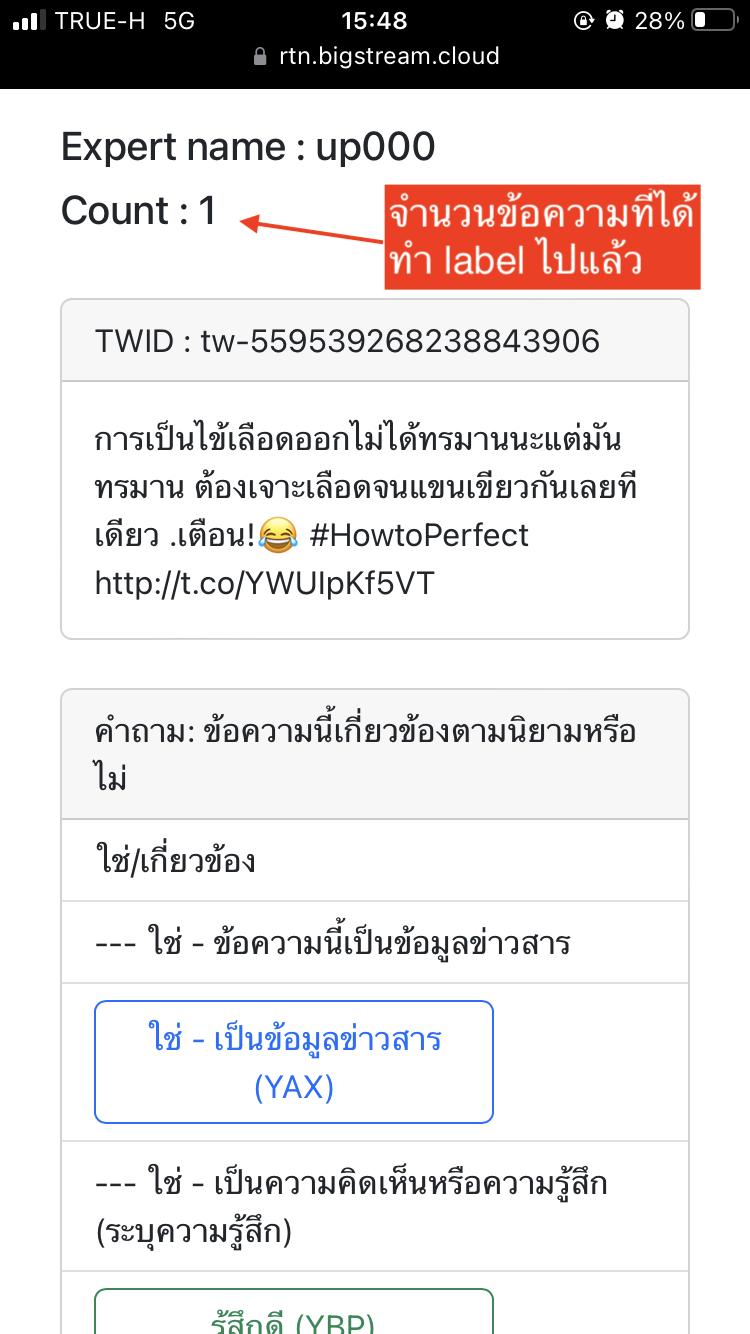 TRUE-H 5G 15:48 28%
rtn.bigstream.cloud
Expert name : up000
Count : 1
จำนวนข้อความที่ได้
ทำ label ไปแล้ว
TWID : tw-559539268238843906
การเป็นไข้เลือดออกไม่ได้ทรมานนะแต่มัน
ทรมาน ต้องเจาะเลือดจนแขนเขียวกันเลยที
เดียว .เตือน!😂 #HowtoPerfect
http://t.co/YWUIpKf5VT
คำถาม: ข้อความนี้เกี่ยวข้องตามนิยามหรือ
ไม่
ใช่/เกี่ยวข้อง
--- ใช่ - ข้อความนี้เป็นข้อมูลข่าวสาร
ใช่ - เป็นข้อมูลข่าวสาร
(YAX)
--- ใช่ - เป็นความคิดเห็นหรือความรู้สึก
(ระบุความรู้สึก)
รู้สึกดี (YBP)